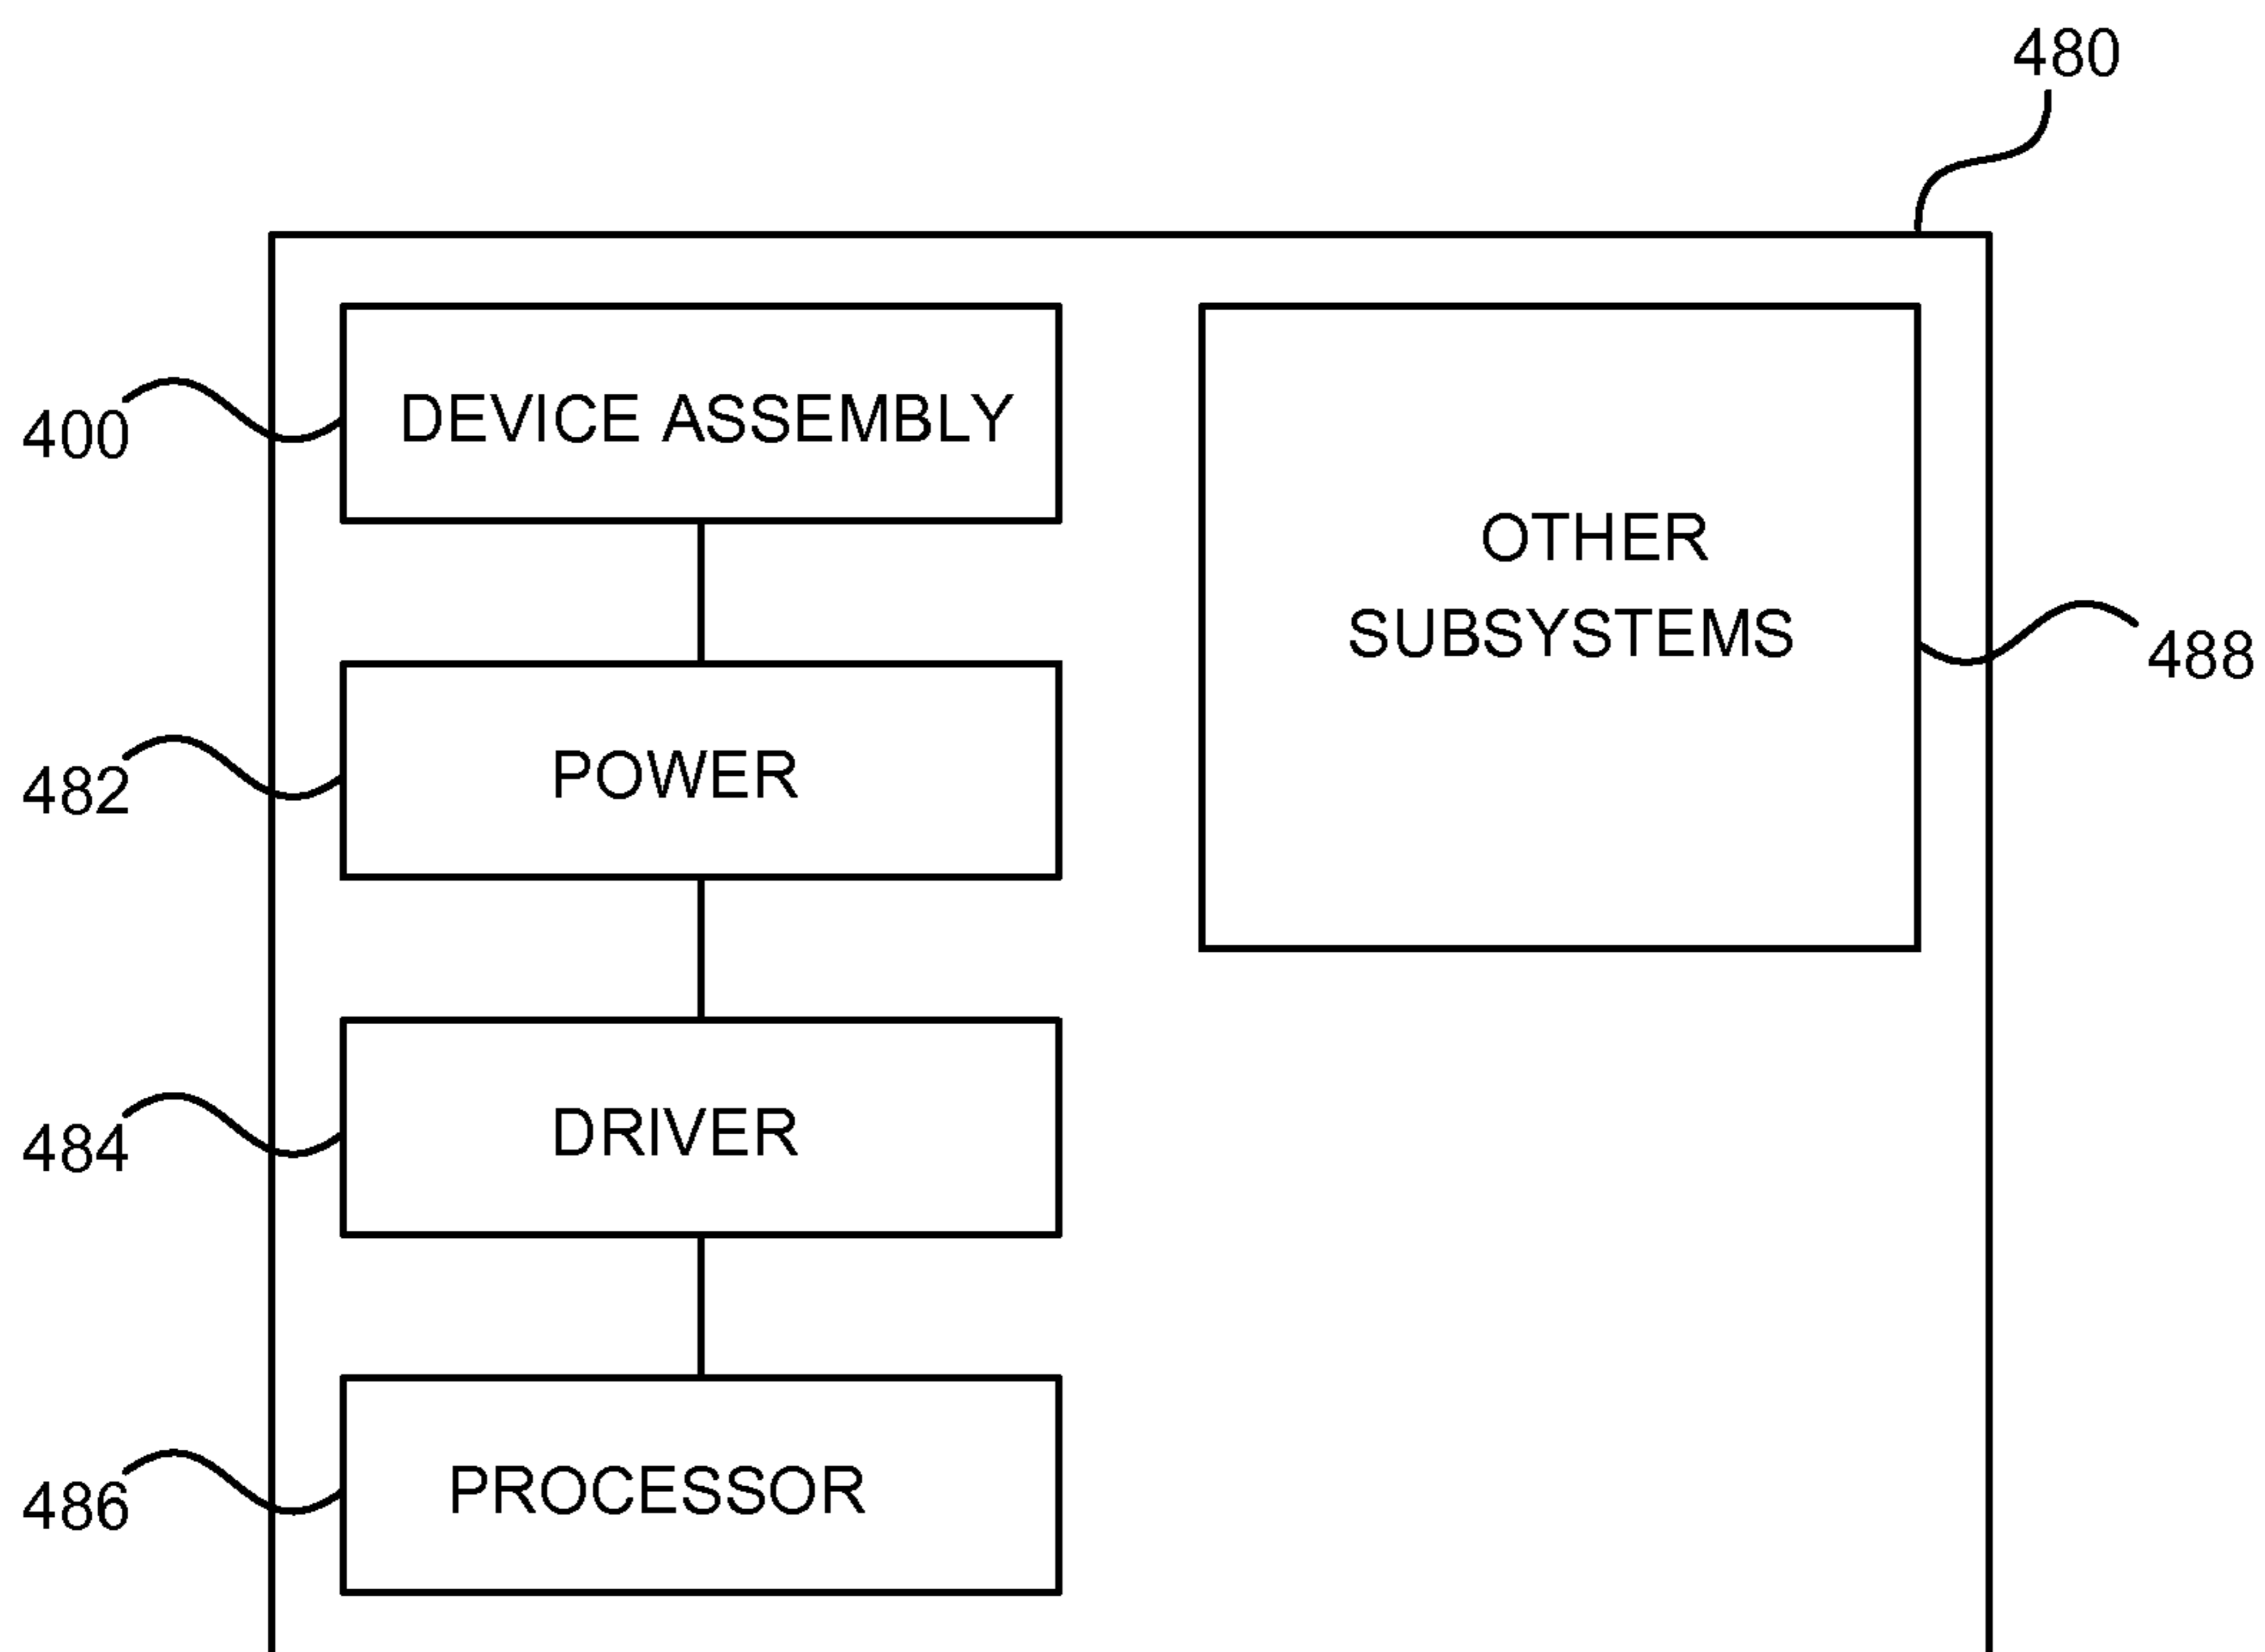 480
400
DEVICE ASSEMBLY
OTHER
SUBSYSTEMS
488
482
POWER
484
DRIVER
486
PROCESSOR